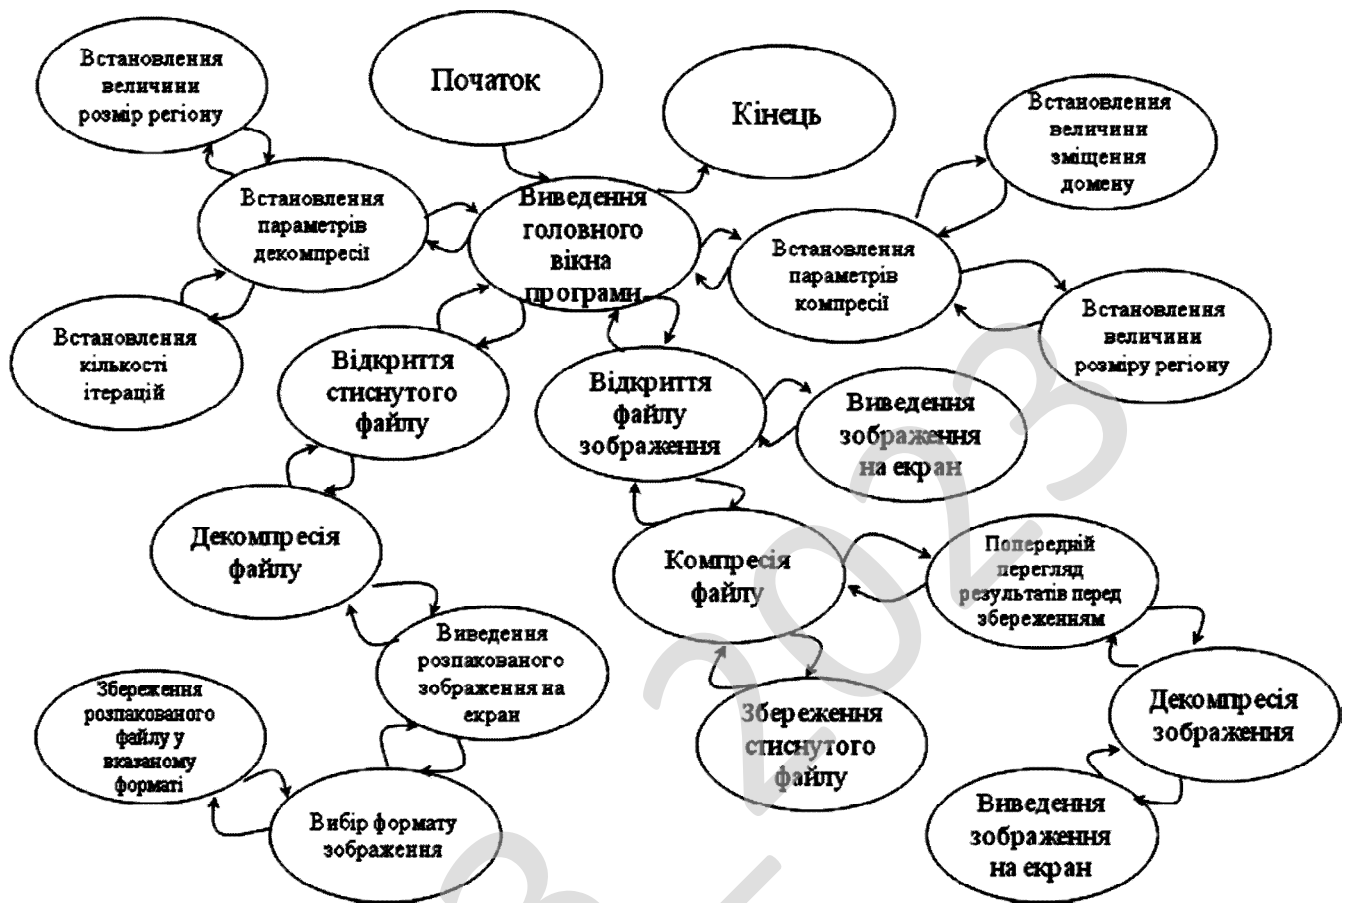 Встановлення
величини
розмір регіону
Початок
Кінець
Встановлення
величини
зміщення
домену
Встановлення
параметрів
декомпресії
Виведення
головного
вікна
програми
Встановлення
параметрів
компресії
Встановлення
кількості
ітерацій
Відкриття
стиснутого
файлу
Відкриття
файлу
зображення
Виведення
зображення
на екран
Встановлення
величини
розміру регіону
Декомпресія
файлу
Компресія
файлу
Попередній
перегляд
результатів перед
збереженням
Виведення
розпакованого
зображення на
екран
Збереження
розпакованого
файлу у
вказаному
форматі
Збереження
стиснутого
файлу
Декомпресія
зображення
Вибір формату
зображення
Виведення
зображення
на екран
3_2023